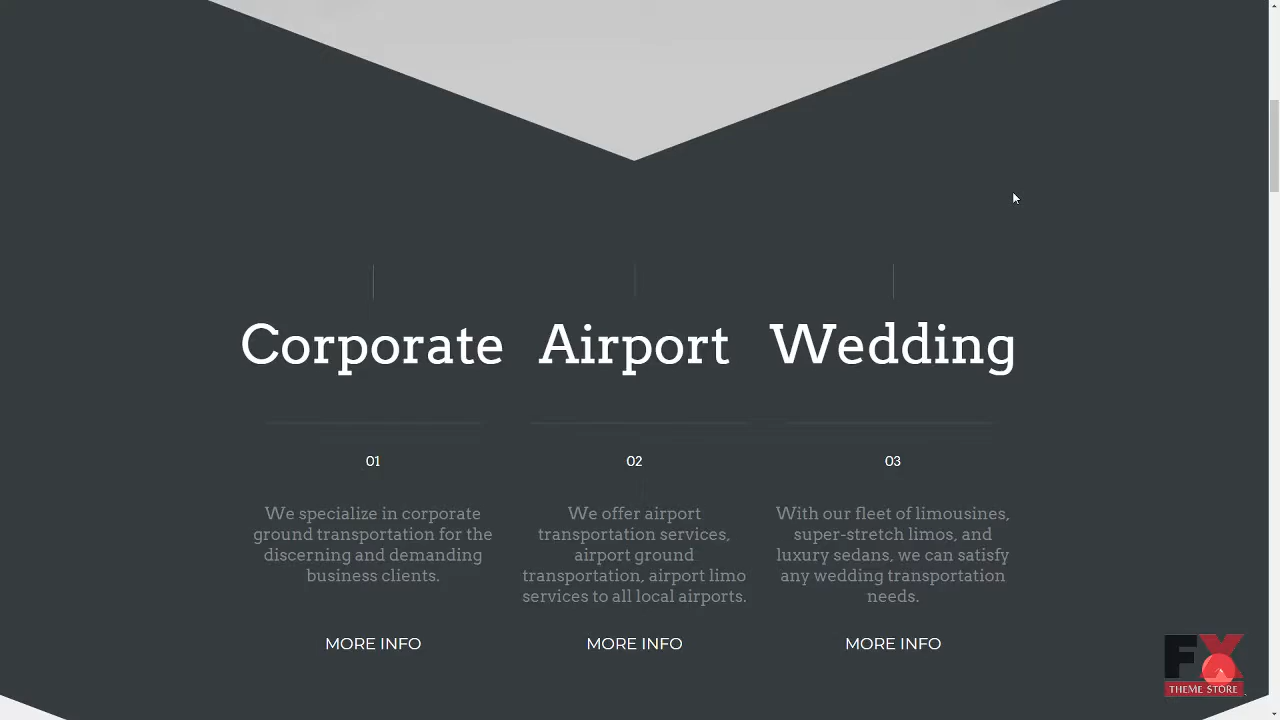 Corporate
Airport
Wedding
01
02
03
We specialize in corporate
ground transportation for the
discerning and demanding
business clients.
We offer airport
transportation services,
airport ground
transportation, airport limo
services to all local airports.
With our fleet of limousines,
super-stretch limos, and
luxury sedans, we can satisfy
any wedding transportation
needs.
MORE INFO
MORE INFO
MORE INFO
FX
THEME STORE